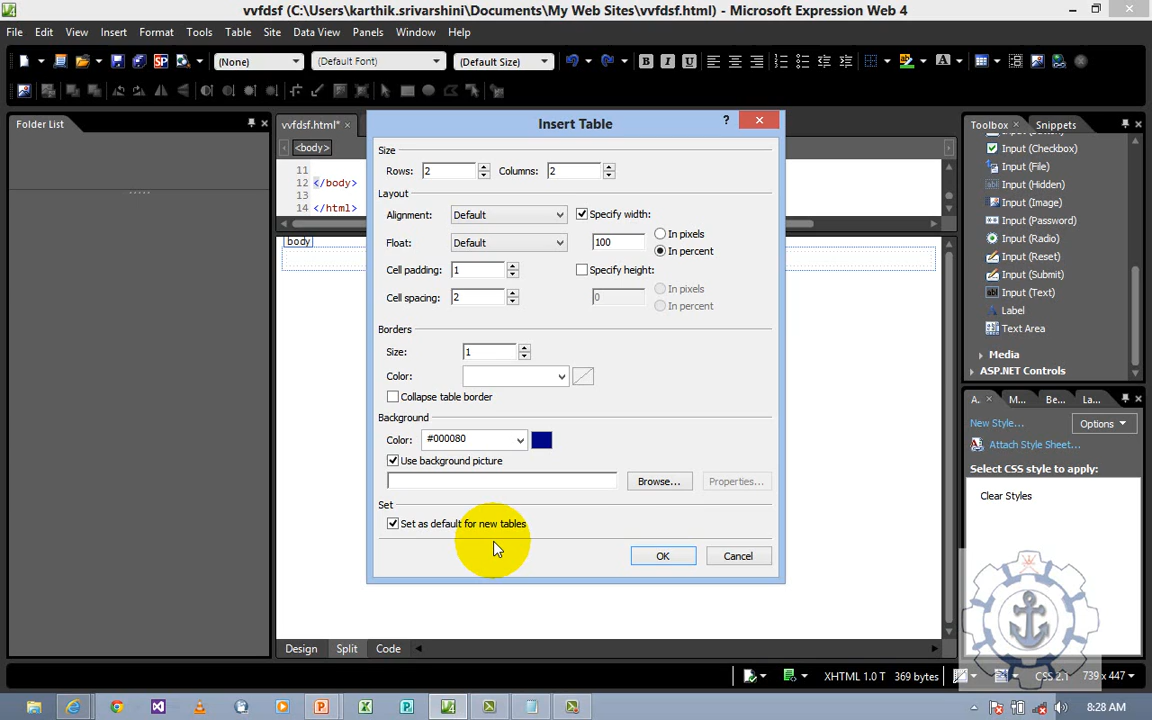 vvfdsf (C:\Users\karthik.srivarshini\Documents\My Web Sites\vvfdsf.html) - Microsoft Expression Web 4
File Edit View Insert Format Tools Table Site Data View Panels Window Help
(None) (Default Font) (Default Size) B I U A
Folder List
vvfdsf.html*
<body>
11
12 </body>
13
14 </html>
body
Insert Table
?
Size
Rows: 2 Columns: 2
Layout
Alignment: Default Specify width:
Float: Default 100 In pixels
In percent
Cell padding: 1 Specify height:
Cell spacing: 2 0 In pixels
In percent
Borders
Size: 1
Color:
Collapse table border
Background
Color: #000080
Use background picture
Browse... Properties...
Set
Set as default for new tables
OK Cancel
Toolbox Snippets
Input (Button)
Input (Checkbox)
Input (File)
Input (Hidden)
Input (Image)
Input (Password)
Input (Radio)
Input (Reset)
Input (Submit)
Input (Text)
Label
Text Area
Media
ASP.NET Controls
A... M... Be... La...
New Style... Options
Attach Style Sheet...
Select CSS style to apply:
Clear Styles
Design Split Code
XHTML 1.0 T 369 bytes CSS 2.1 739 x 447
8:28 AM